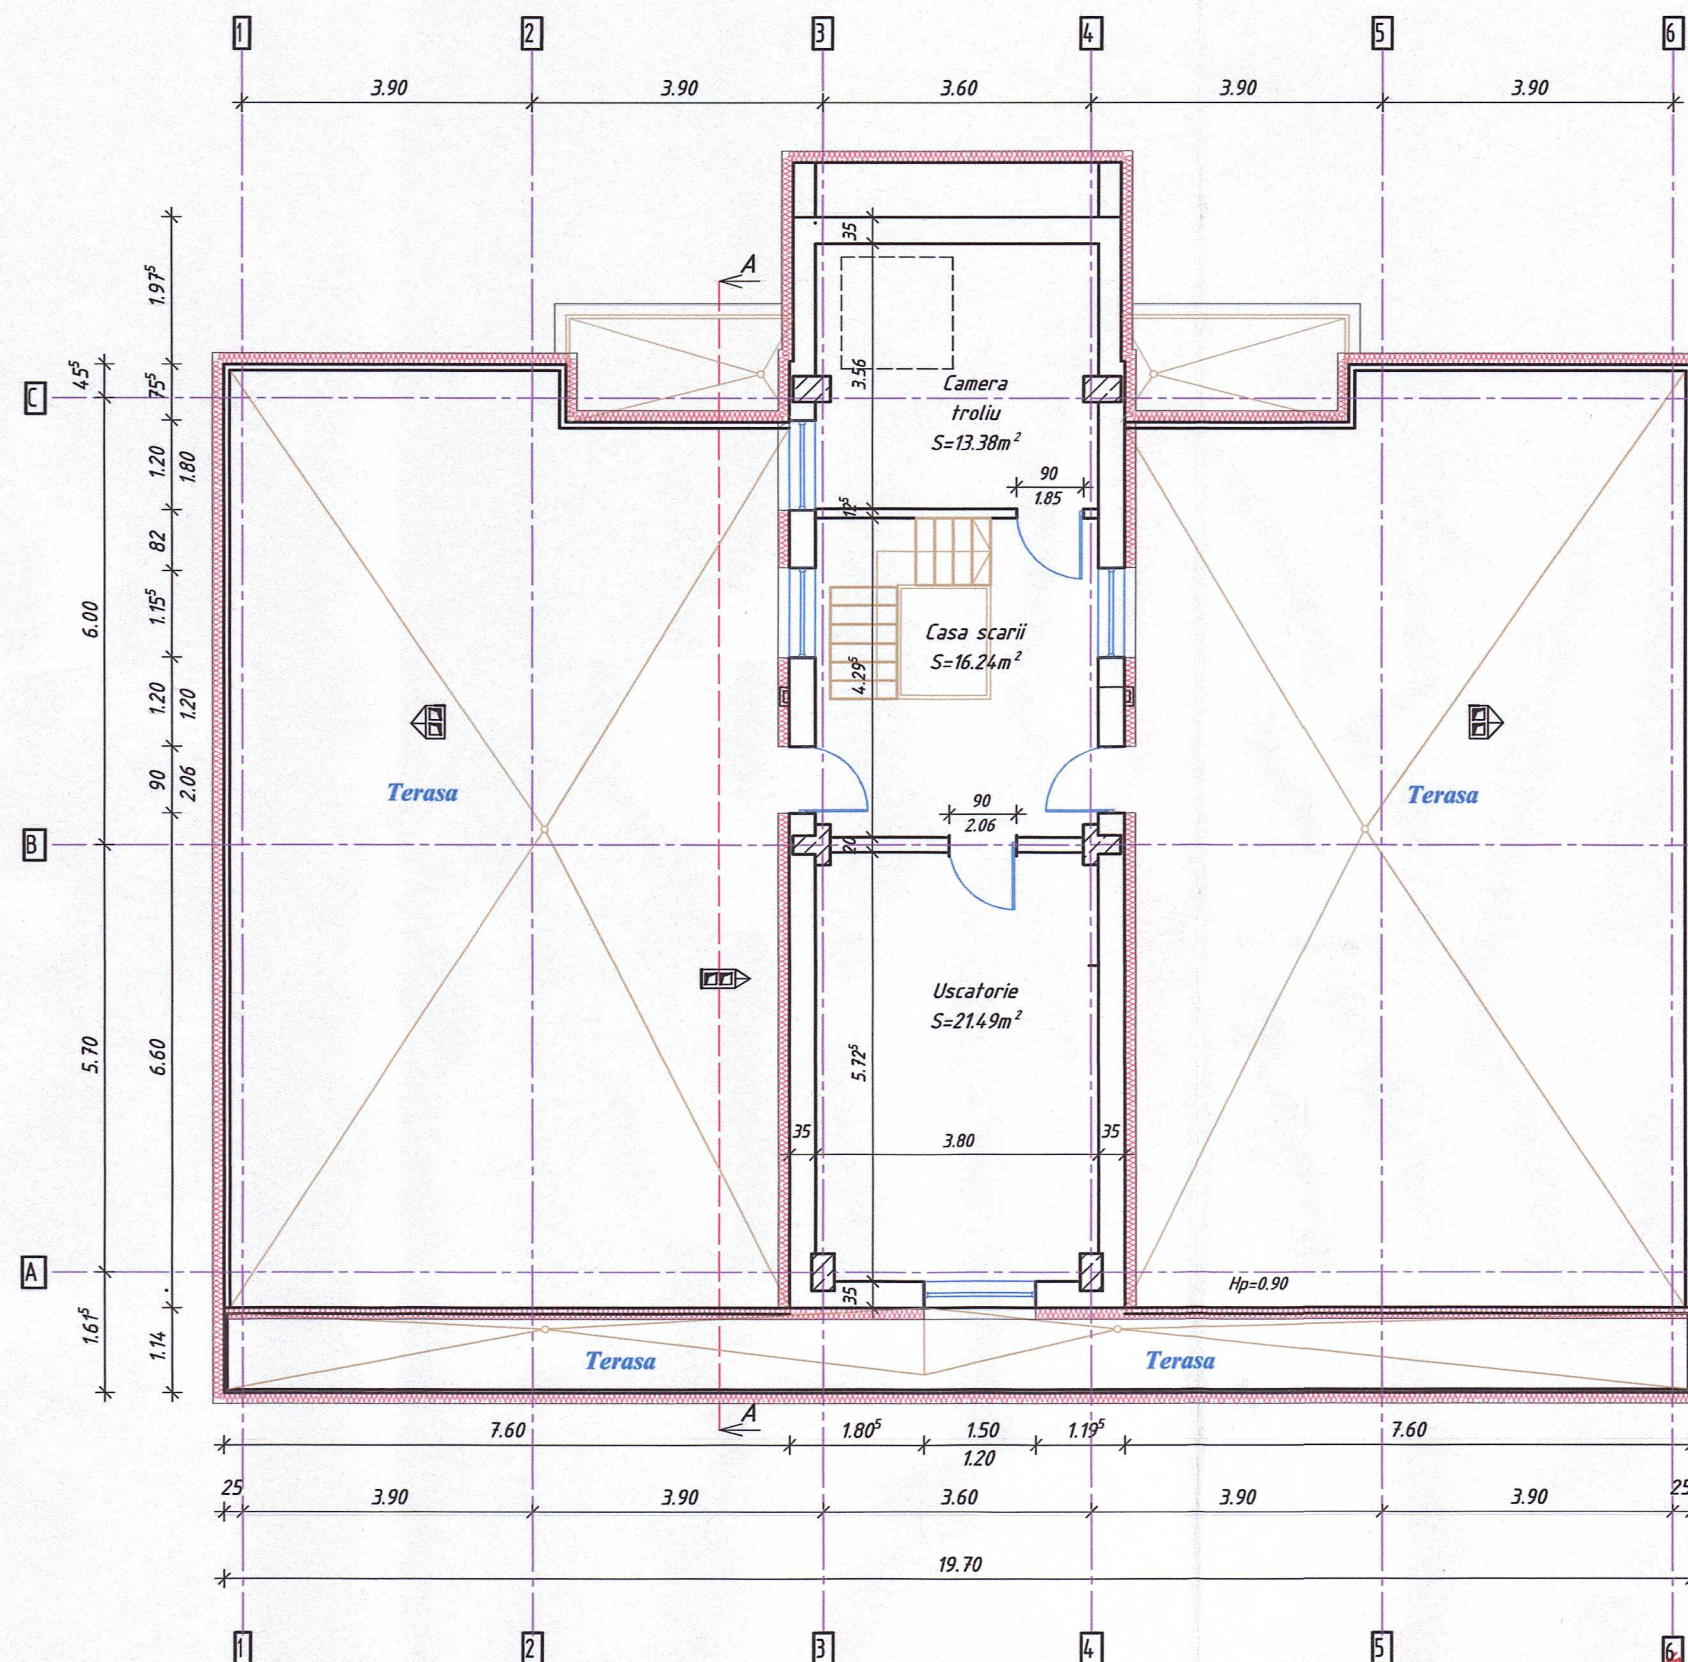 1 2 3 4 5 6
3.90 3.90 3.60 3.90 3.90
A
35
1.97⁵
45⁵
75⁵
3.56
C
Camera
troliu
S=13.38m²
1.20
1.80
90
1.85
12⁵
82
6.00
1.15⁵
Casa scarii
S=16.24m²
4.29⁵
1.20
1.20
90
2.06
Terasa
Terasa
90
2.06
B
20
Uscatorie
S=21.49m²
5.70
6.60
5.72⁵
35 3.80 35
A
Hp=0.90
35
1.61⁵
1.14
Terasa
Terasa
A
7.60 1.80⁵ 1.50 1.19⁵ 7.60
1.20
25 3.90 3.90 3.60 3.90 3.90 25
19.70
1 2 3 4 5 6